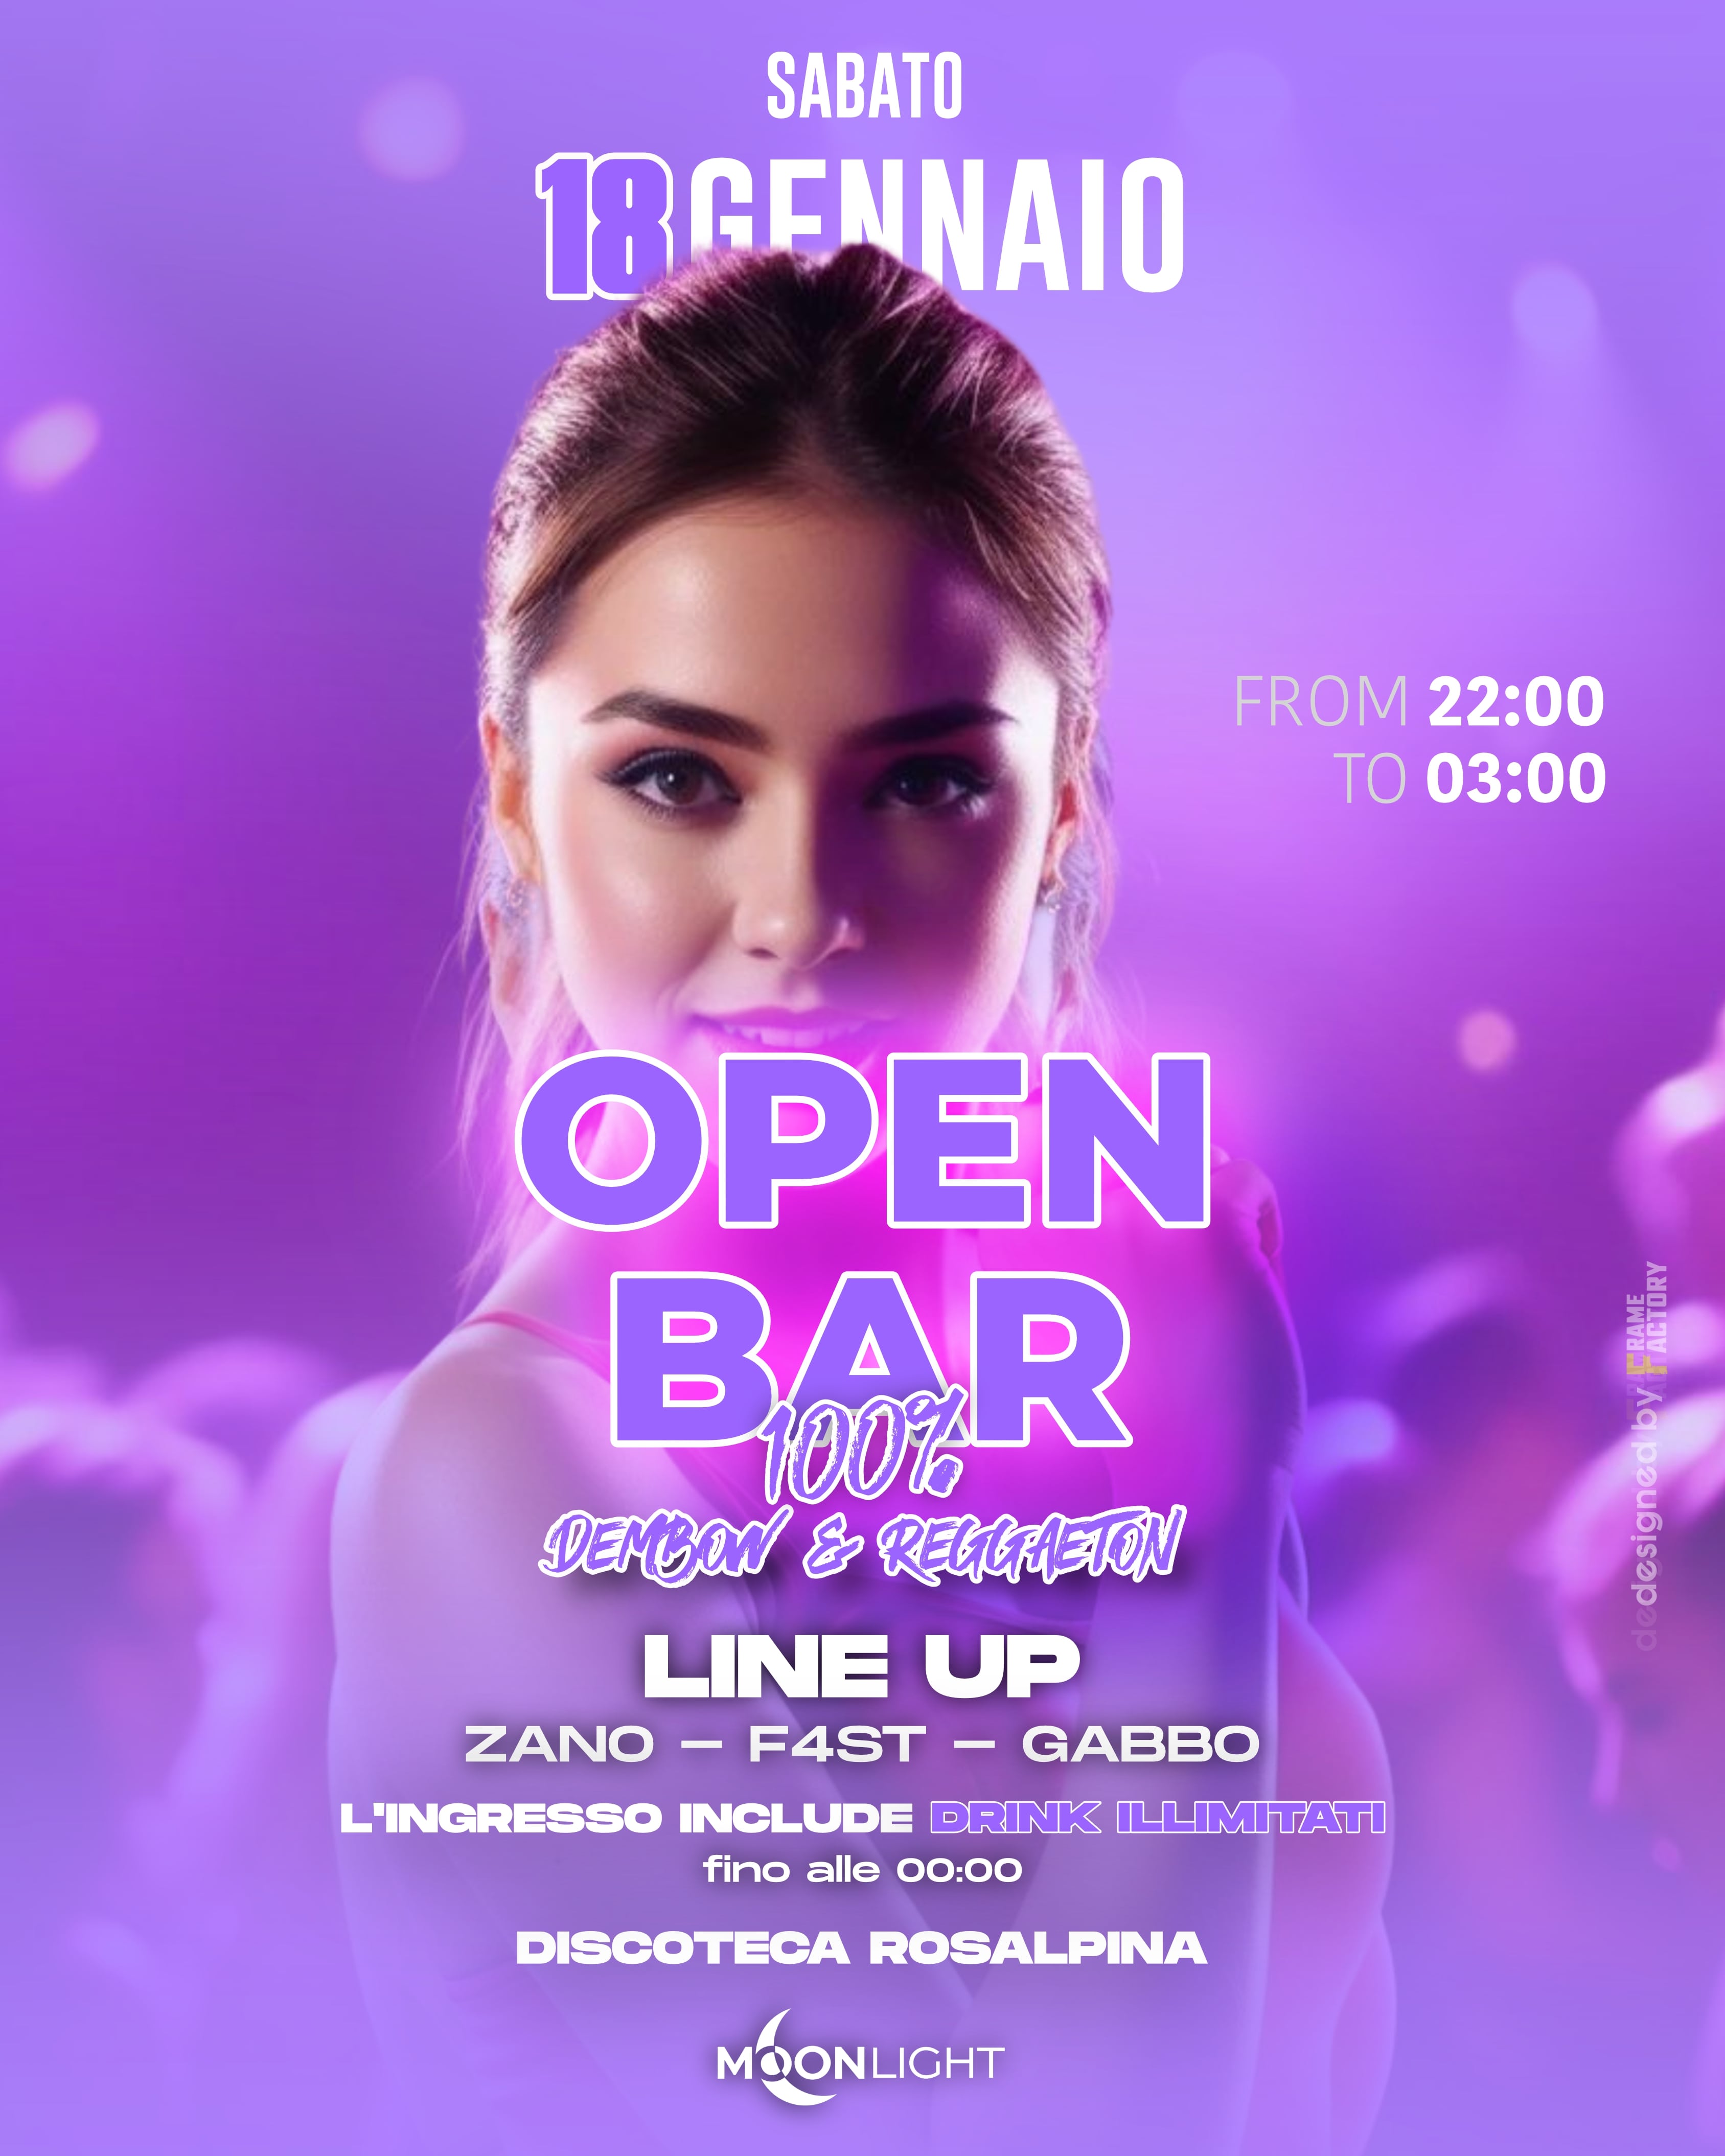 SABATO
18 GENNAIO
FROM 22:00
TO 03:00
OPEN
BAR
100%
DEMBOW & REGGAETON
LINE UP
ZANO — F4ST — GABBO
L'INGRESSO INCLUDE DRINK ILLIMITATI
fino alle 00:00
DISCOTECA ROSALPINA
MOONLIGHT
dedesigned by FRAME FACTORY